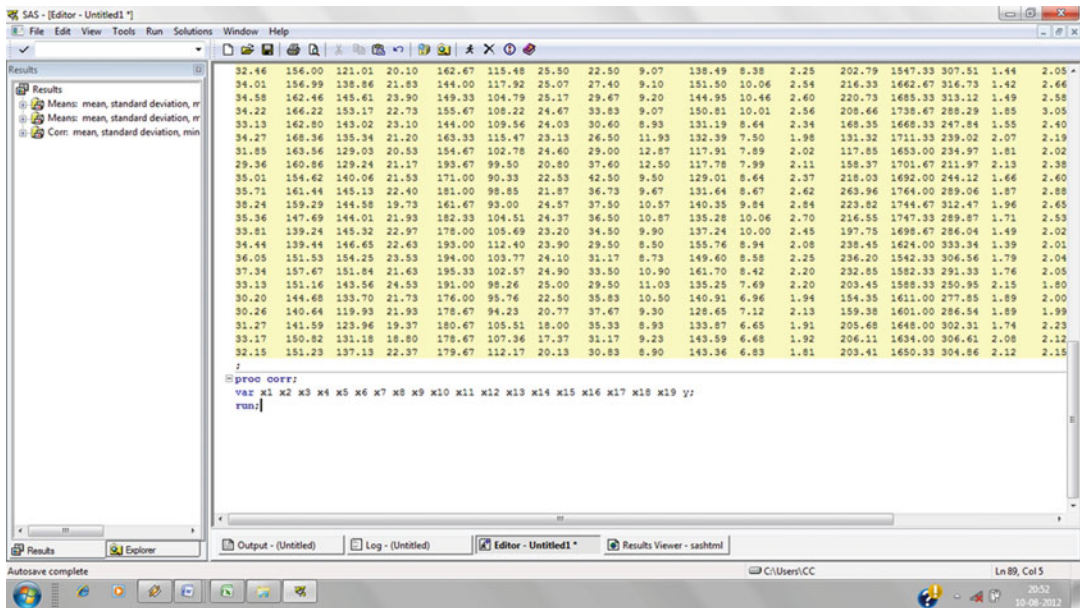 SAS - [Editor - Untitled1 *]
File Edit View Tools Run Solutions Window Help
Results
Results
Means: mean, standard deviation, m
Means: mean, standard deviation, m
Corr: mean, standard deviation, min
32.46 156.00 121.01 20.10 162.67 115.48 25.50 22.50 9.07 138.49 8.38 2.25 202.79 1547.33 307.51 1.44 2.05
34.01 156.99 138.86 21.83 144.00 117.92 25.07 27.40 9.10 151.50 10.06 2.54 216.33 1662.67 316.73 1.42 2.66
34.58 162.46 145.61 23.90 149.33 104.79 25.17 29.67 9.20 144.95 10.46 2.60 220.73 1685.33 313.12 1.49 2.58
34.22 166.22 153.17 22.73 155.67 108.22 24.67 33.83 9.07 150.81 10.01 2.56 208.66 1738.67 288.29 1.85 3.05
33.13 162.80 143.02 23.10 144.00 109.56 24.03 30.60 8.93 131.19 8.64 2.34 168.35 1668.33 247.84 1.55 2.40
34.27 168.36 135.34 21.20 163.33 115.47 23.13 26.50 11.93 132.39 7.50 1.98 131.32 1711.33 239.02 2.07 2.19
31.85 163.56 129.03 20.53 154.67 102.78 24.60 29.00 12.87 117.91 7.89 2.02 117.85 1653.00 234.97 1.81 2.02
29.36 160.86 129.24 21.17 193.67 99.50 20.80 37.60 12.50 117.78 7.99 2.11 158.37 1701.67 211.97 2.13 2.38
35.01 154.62 140.06 21.53 171.00 90.33 22.53 42.50 9.50 129.01 8.64 2.37 218.03 1692.00 244.12 1.66 2.60
35.71 161.44 145.13 22.40 181.00 98.85 21.87 36.73 9.67 131.64 8.67 2.62 263.96 1764.00 289.06 1.87 2.88
38.24 159.29 144.58 19.73 161.67 93.00 24.57 37.50 10.57 140.35 9.84 2.84 223.82 1744.67 312.47 1.96 2.65
35.36 147.69 144.01 21.93 182.33 104.51 24.37 36.50 10.87 135.28 10.06 2.70 216.55 1747.33 289.87 1.71 2.53
33.81 139.24 145.32 22.97 178.00 105.69 23.20 34.50 9.90 137.24 10.00 2.45 197.75 1698.67 286.04 1.49 2.02
34.44 139.44 146.65 22.63 193.00 112.40 23.90 29.50 8.50 155.76 8.94 2.08 238.45 1624.00 333.34 1.39 2.01
36.05 151.53 154.25 23.53 194.00 103.77 24.10 31.17 8.73 149.60 8.58 2.25 236.20 1542.33 306.56 1.79 2.04
37.34 157.67 151.84 21.63 195.33 102.57 24.90 33.50 10.90 161.70 8.42 2.20 232.85 1582.33 291.33 1.76 2.05
33.13 151.16 143.56 24.53 191.00 98.26 25.00 29.50 11.03 135.25 7.69 2.20 203.45 1588.33 250.95 2.15 1.80
30.20 144.68 133.70 21.73 176.00 95.76 22.50 35.83 10.50 140.91 6.96 1.94 154.35 1611.00 277.85 1.89 2.00
30.26 140.64 119.93 21.93 178.67 94.23 20.77 37.67 9.30 128.65 7.12 2.13 159.38 1601.00 286.54 1.89 1.99
31.27 141.59 123.96 19.37 180.67 105.51 18.00 35.33 8.93 133.87 6.65 1.91 205.68 1648.00 302.31 1.74 2.23
33.17 150.82 131.18 18.80 178.67 107.36 17.37 31.17 9.23 143.59 6.68 1.92 206.11 1634.00 306.61 2.08 2.12
32.15 151.23 137.13 22.37 179.67 112.17 20.13 30.83 8.90 143.36 6.83 1.81 203.41 1650.33 304.86 2.12 2.15
;
proc corr;
var x1 x2 x3 x4 x5 x6 x7 x8 x9 x10 x11 x12 x13 x14 x15 x16 x17 x18 x19 y;
run;
Results
Explorer
Output - (Untitled)
Log - (Untitled)
Editor - Untitled1 *
Results Viewer - sashtml
Autosave complete
C:\Users\CC
Ln 89, Col 5
20:52
10-08-2012